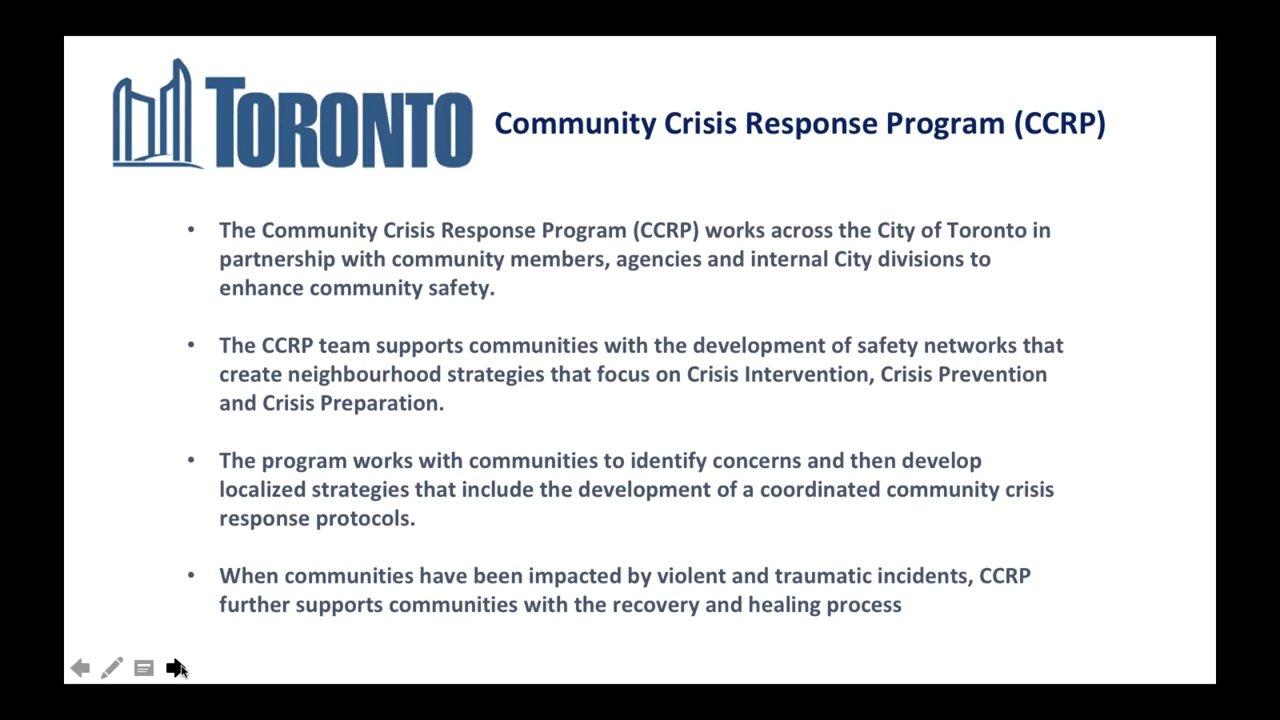 TORONTO
Community Crisis Response Program (CCRP)
• The Community Crisis Response Program (CCRP) works across the City of Toronto in
partnership with community members, agencies and internal City divisions to
enhance community safety.
• The CCRP team supports communities with the development of safety networks that
create neighbourhood strategies that focus on Crisis Intervention, Crisis Prevention
and Crisis Preparation.
• The program works with communities to identify concerns and then develop
localized strategies that include the development of a coordinated community crisis
response protocols.
• When communities have been impacted by violent and traumatic incidents, CCRP
further supports communities with the recovery and healing process